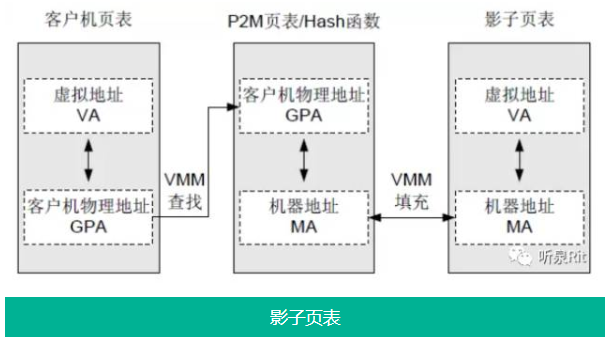 客户机页表
P2M页表/Hash函数
影子页表
虚拟地址
VA
客户机物理地址
GPA
VMM
查找
客户机物理地址
GPA
机器地址
MA
VMM
填充
虚拟地址
VA
机器地址
MA
听泉Rit
影子页表